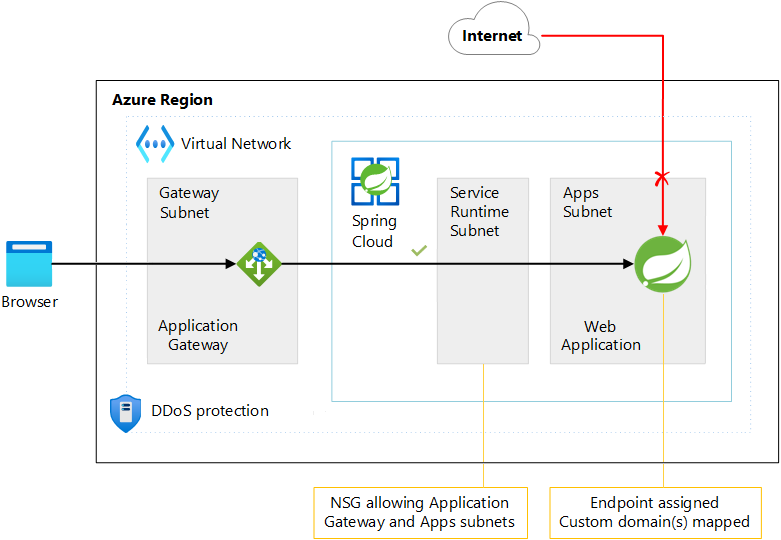 Internet
Azure Region
Virtual Network
Gateway
Subnet
Spring
Cloud
Service
Runtime
Subnet
Apps
Subnet
Browser
Application
Gateway
Web
Application
DDoS protection
NSG allowing Application
Gateway and Apps subnets
Endpoint assigned
Custom domain(s) mapped